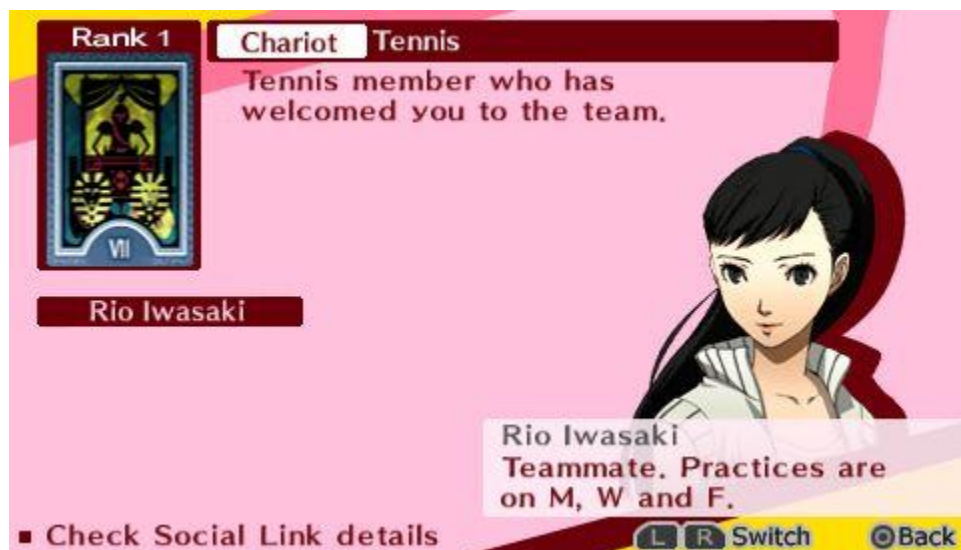 Rank 1
Chariot Tennis
Tennis member who has
welcomed you to the team.
VII
Rio Iwasaki
Rio Iwasaki
Teammate. Practices are
on M, W and F.
Check Social Link details
L R Switch Back